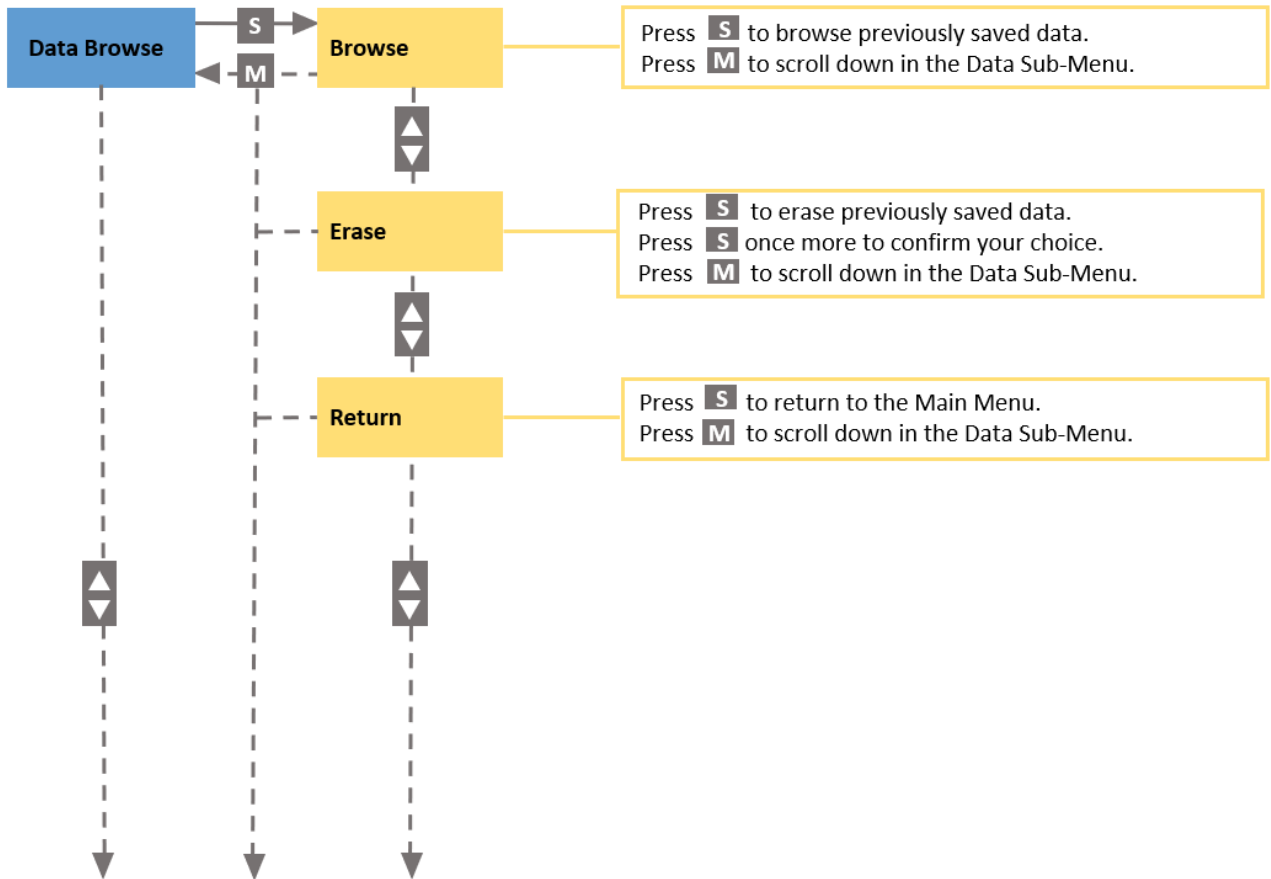 Data Browse
S
M
Browse
Press S to browse previously saved data.
Press M to scroll down in the Data Sub-Menu.
Erase
Press S to erase previously saved data.
Press S once more to confirm your choice.
Press M to scroll down in the Data Sub-Menu.
Return
Press S to return to the Main Menu.
Press M to scroll down in the Data Sub-Menu.